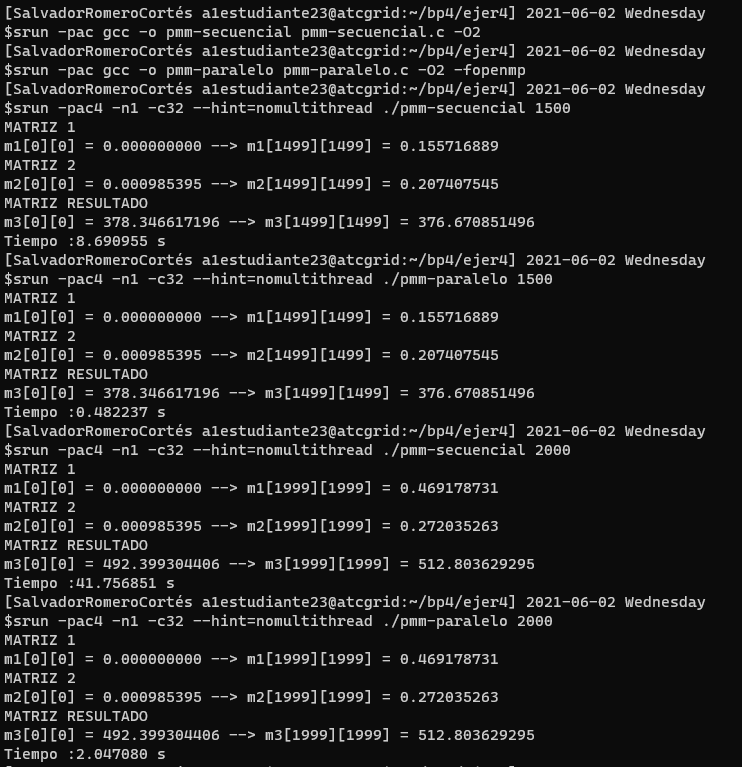 [SalvadorRomeroCortés a1estudiante23@atcgrid:~/bp4/ejer4] 2021-06-02 Wednesday
$srun -pac gcc -o pmm-secuencial pmm-secuencial.c -O2
[SalvadorRomeroCortés a1estudiante23@atcgrid:~/bp4/ejer4] 2021-06-02 Wednesday
$srun -pac gcc -o pmm-paralelo pmm-paralelo.c -O2 -fopenmp
[SalvadorRomeroCortés a1estudiante23@atcgrid:~/bp4/ejer4] 2021-06-02 Wednesday
$srun -pac4 -n1 -c32 --hint=nomultithread ./pmm-secuencial 1500
MATRIZ 1
m1[0][0] = 0.000000000 --> m1[1499][1499] = 0.155716889
MATRIZ 2
m2[0][0] = 0.000985395 --> m2[1499][1499] = 0.207407545
MATRIZ RESULTADO
m3[0][0] = 378.346617196 --> m3[1499][1499] = 376.670851496
Tiempo :8.690955 s
[SalvadorRomeroCortés a1estudiante23@atcgrid:~/bp4/ejer4] 2021-06-02 Wednesday
$srun -pac4 -n1 -c32 --hint=nomultithread ./pmm-paralelo 1500
MATRIZ 1
m1[0][0] = 0.000000000 --> m1[1499][1499] = 0.155716889
MATRIZ 2
m2[0][0] = 0.000985395 --> m2[1499][1499] = 0.207407545
MATRIZ RESULTADO
m3[0][0] = 378.346617196 --> m3[1499][1499] = 376.670851496
Tiempo :0.482237 s
[SalvadorRomeroCortés a1estudiante23@atcgrid:~/bp4/ejer4] 2021-06-02 Wednesday
$srun -pac4 -n1 -c32 --hint=nomultithread ./pmm-secuencial 2000
MATRIZ 1
m1[0][0] = 0.000000000 --> m1[1999][1999] = 0.469178731
MATRIZ 2
m2[0][0] = 0.000985395 --> m2[1999][1999] = 0.272035263
MATRIZ RESULTADO
m3[0][0] = 492.399304406 --> m3[1999][1999] = 512.803629295
Tiempo :41.756851 s
[SalvadorRomeroCortés a1estudiante23@atcgrid:~/bp4/ejer4] 2021-06-02 Wednesday
$srun -pac4 -n1 -c32 --hint=nomultithread ./pmm-paralelo 2000
MATRIZ 1
m1[0][0] = 0.000000000 --> m1[1999][1999] = 0.469178731
MATRIZ 2
m2[0][0] = 0.000985395 --> m2[1999][1999] = 0.272035263
MATRIZ RESULTADO
m3[0][0] = 492.399304406 --> m3[1999][1999] = 512.803629295
Tiempo :2.047080 s